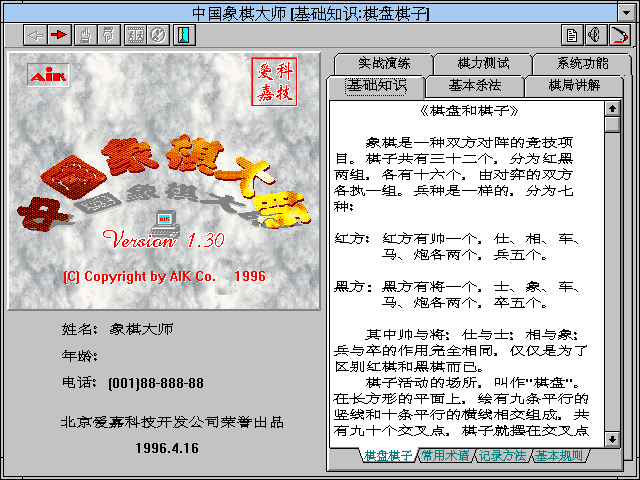 中国象棋大师 [基础知识:棋盘棋子]
AIK
爱科
嘉技
中国象棋大师
Version 1.30
AIK
(C) Copyright by AIK Co. 1996
姓名: 象棋大师
年龄:
电话: (001)88-888-88
北京爱嘉科技开发公司荣誉出品
1996.4.16
实战演练 棋力测试 系统功能
基础知识 基本杀法 棋局讲解
《棋盘和棋子》
象棋是一种双方对阵的竞技项
目。棋子共有三十二个，分为红黑
两组，各有十六个，由对弈的双方
各执一组。兵种是一样的，分为七
种:
红方: 红方有帅一个，仕、相、车、
马、炮各两个，兵五个。
黑方: 黑方有将一个，士、象、车、
马、炮各两个，卒五个。
其中帅与将; 仕与士; 相与象;
兵与卒的作用完全相同，仅仅是为了
区别红棋和黑棋而已。
棋子活动的场所，叫作"棋盘"。
在长方形的平面上，绘有九条平行的
竖线和十条平行的横线相交组成，共
有九十个交叉点，棋子就摆在交叉点
棋盘棋子 常用术语 记录方法 基本规则